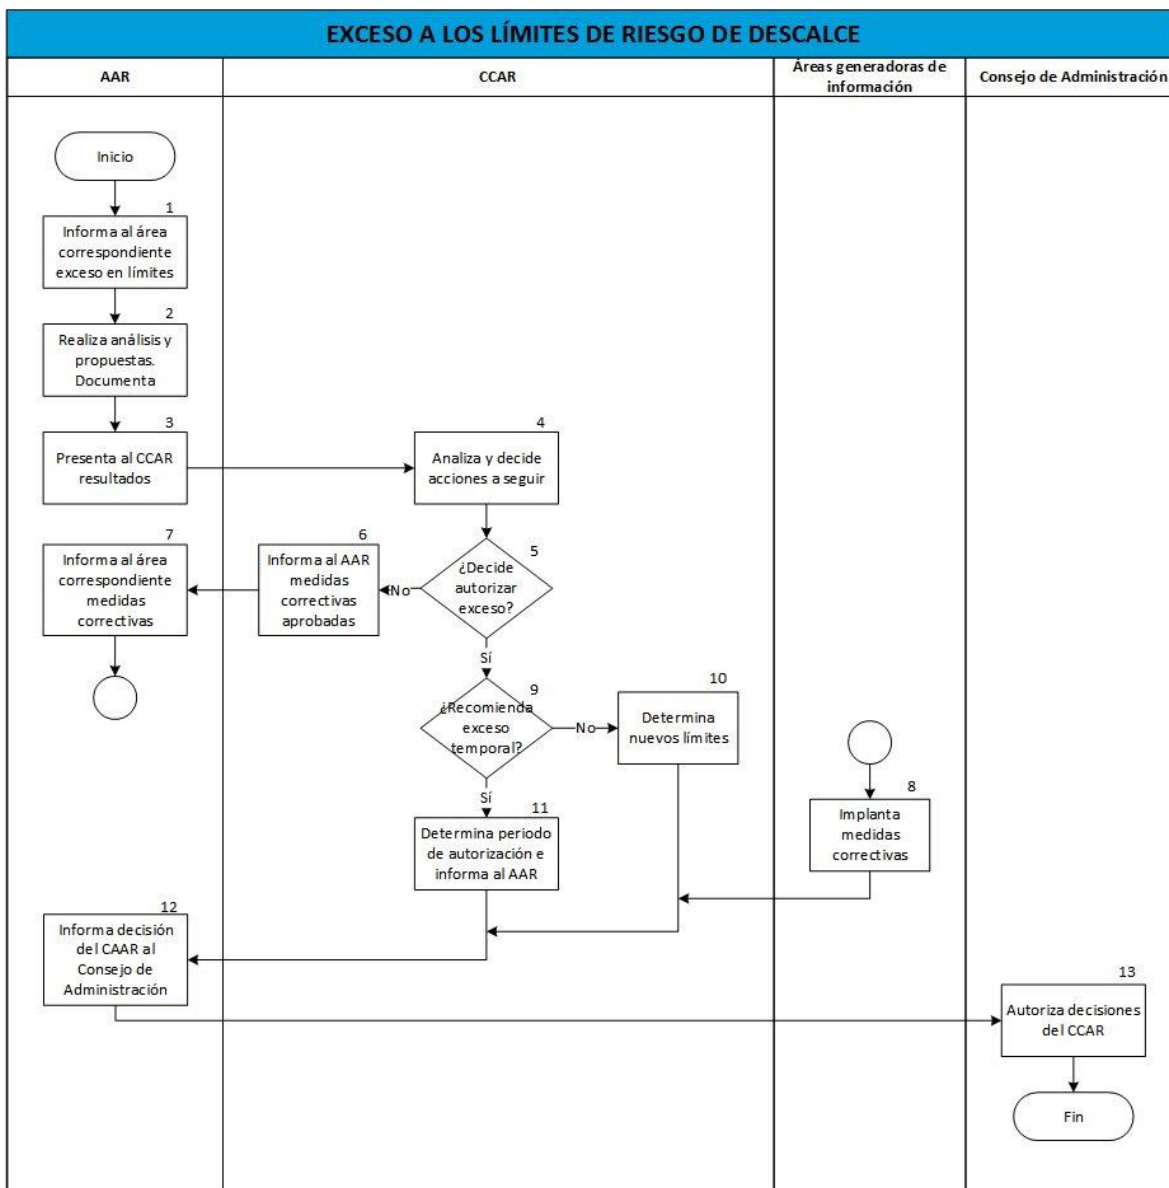 EXCESO A LOS LÍMITES DE RIESGO DE DESCALCE
AAR
CCAR
Áreas generadoras de
información
Consejo de Administración
Inicio
1
Informa al área
correspondiente
exceso en límites
2
Realiza análisis y
propuestas.
Documenta
3
Presenta al CCAR
resultados
4
Analiza y decide
acciones a seguir
5
¿Decide
autorizar
exceso?
No
6
Informa al AAR
medidas
correctivas
aprobadas
7
Informa al área
correspondiente
medidas
correctivas
Sí
9
¿Recomienda
exceso
temporal?
No
10
Determina
nuevos límites
8
Implanta
medidas
correctivas
Sí
11
Determina periodo
de autorización e
informa al AAR
12
Informa decisión
del CAAR al
Consejo de
Administración
13
Autoriza decisiones
del CCAR
Fin